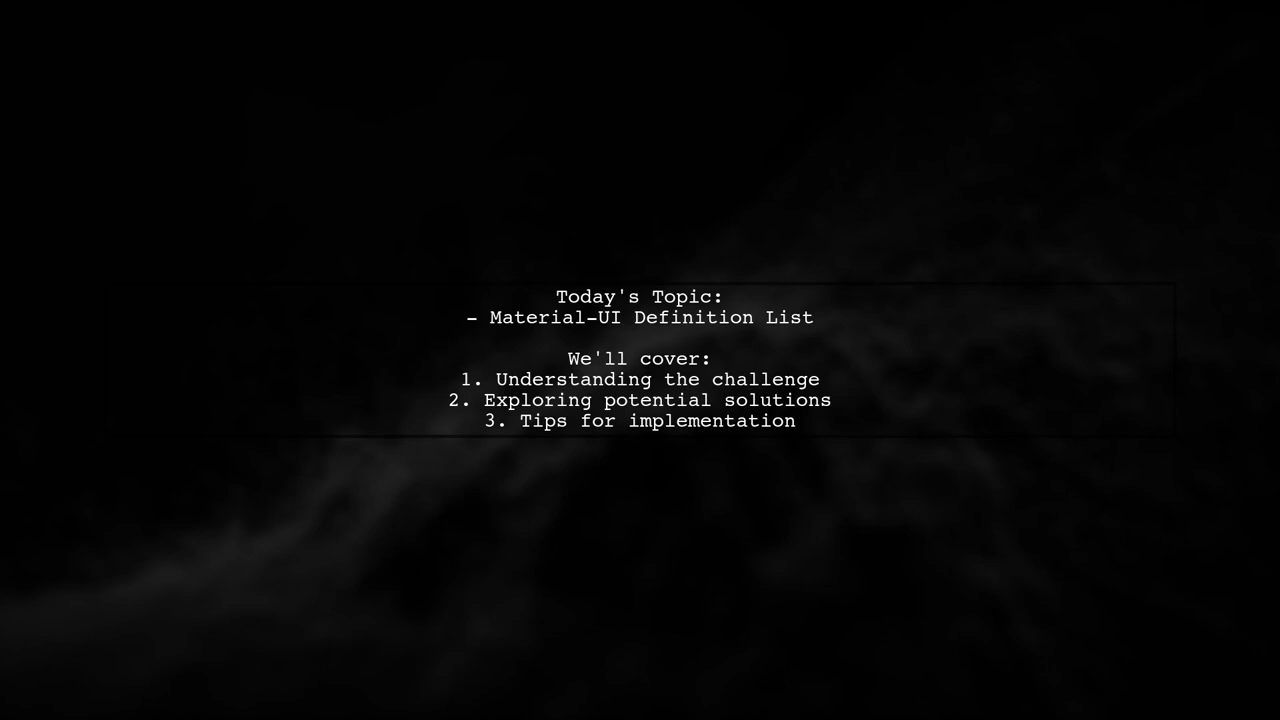 Today's Topic:
- Material-UI Definition List
We'll cover:
1. Understanding the challenge
2. Exploring potential solutions
3. Tips for implementation